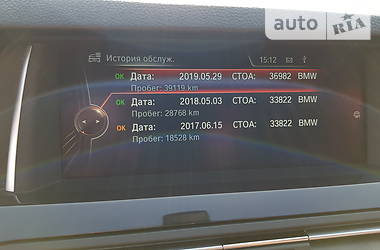 auto RIA
История обслуж. 15:12
OK Дата: 2019.05.29 СТОА: 36982 BMW
Пробег: 39119 km
OK Дата: 2018.05.03 СТОА: 33822 BMW
Пробег: 28768 km
OK Дата: 2017.06.15 СТОА: 33822 BMW
Пробег: 18528 km